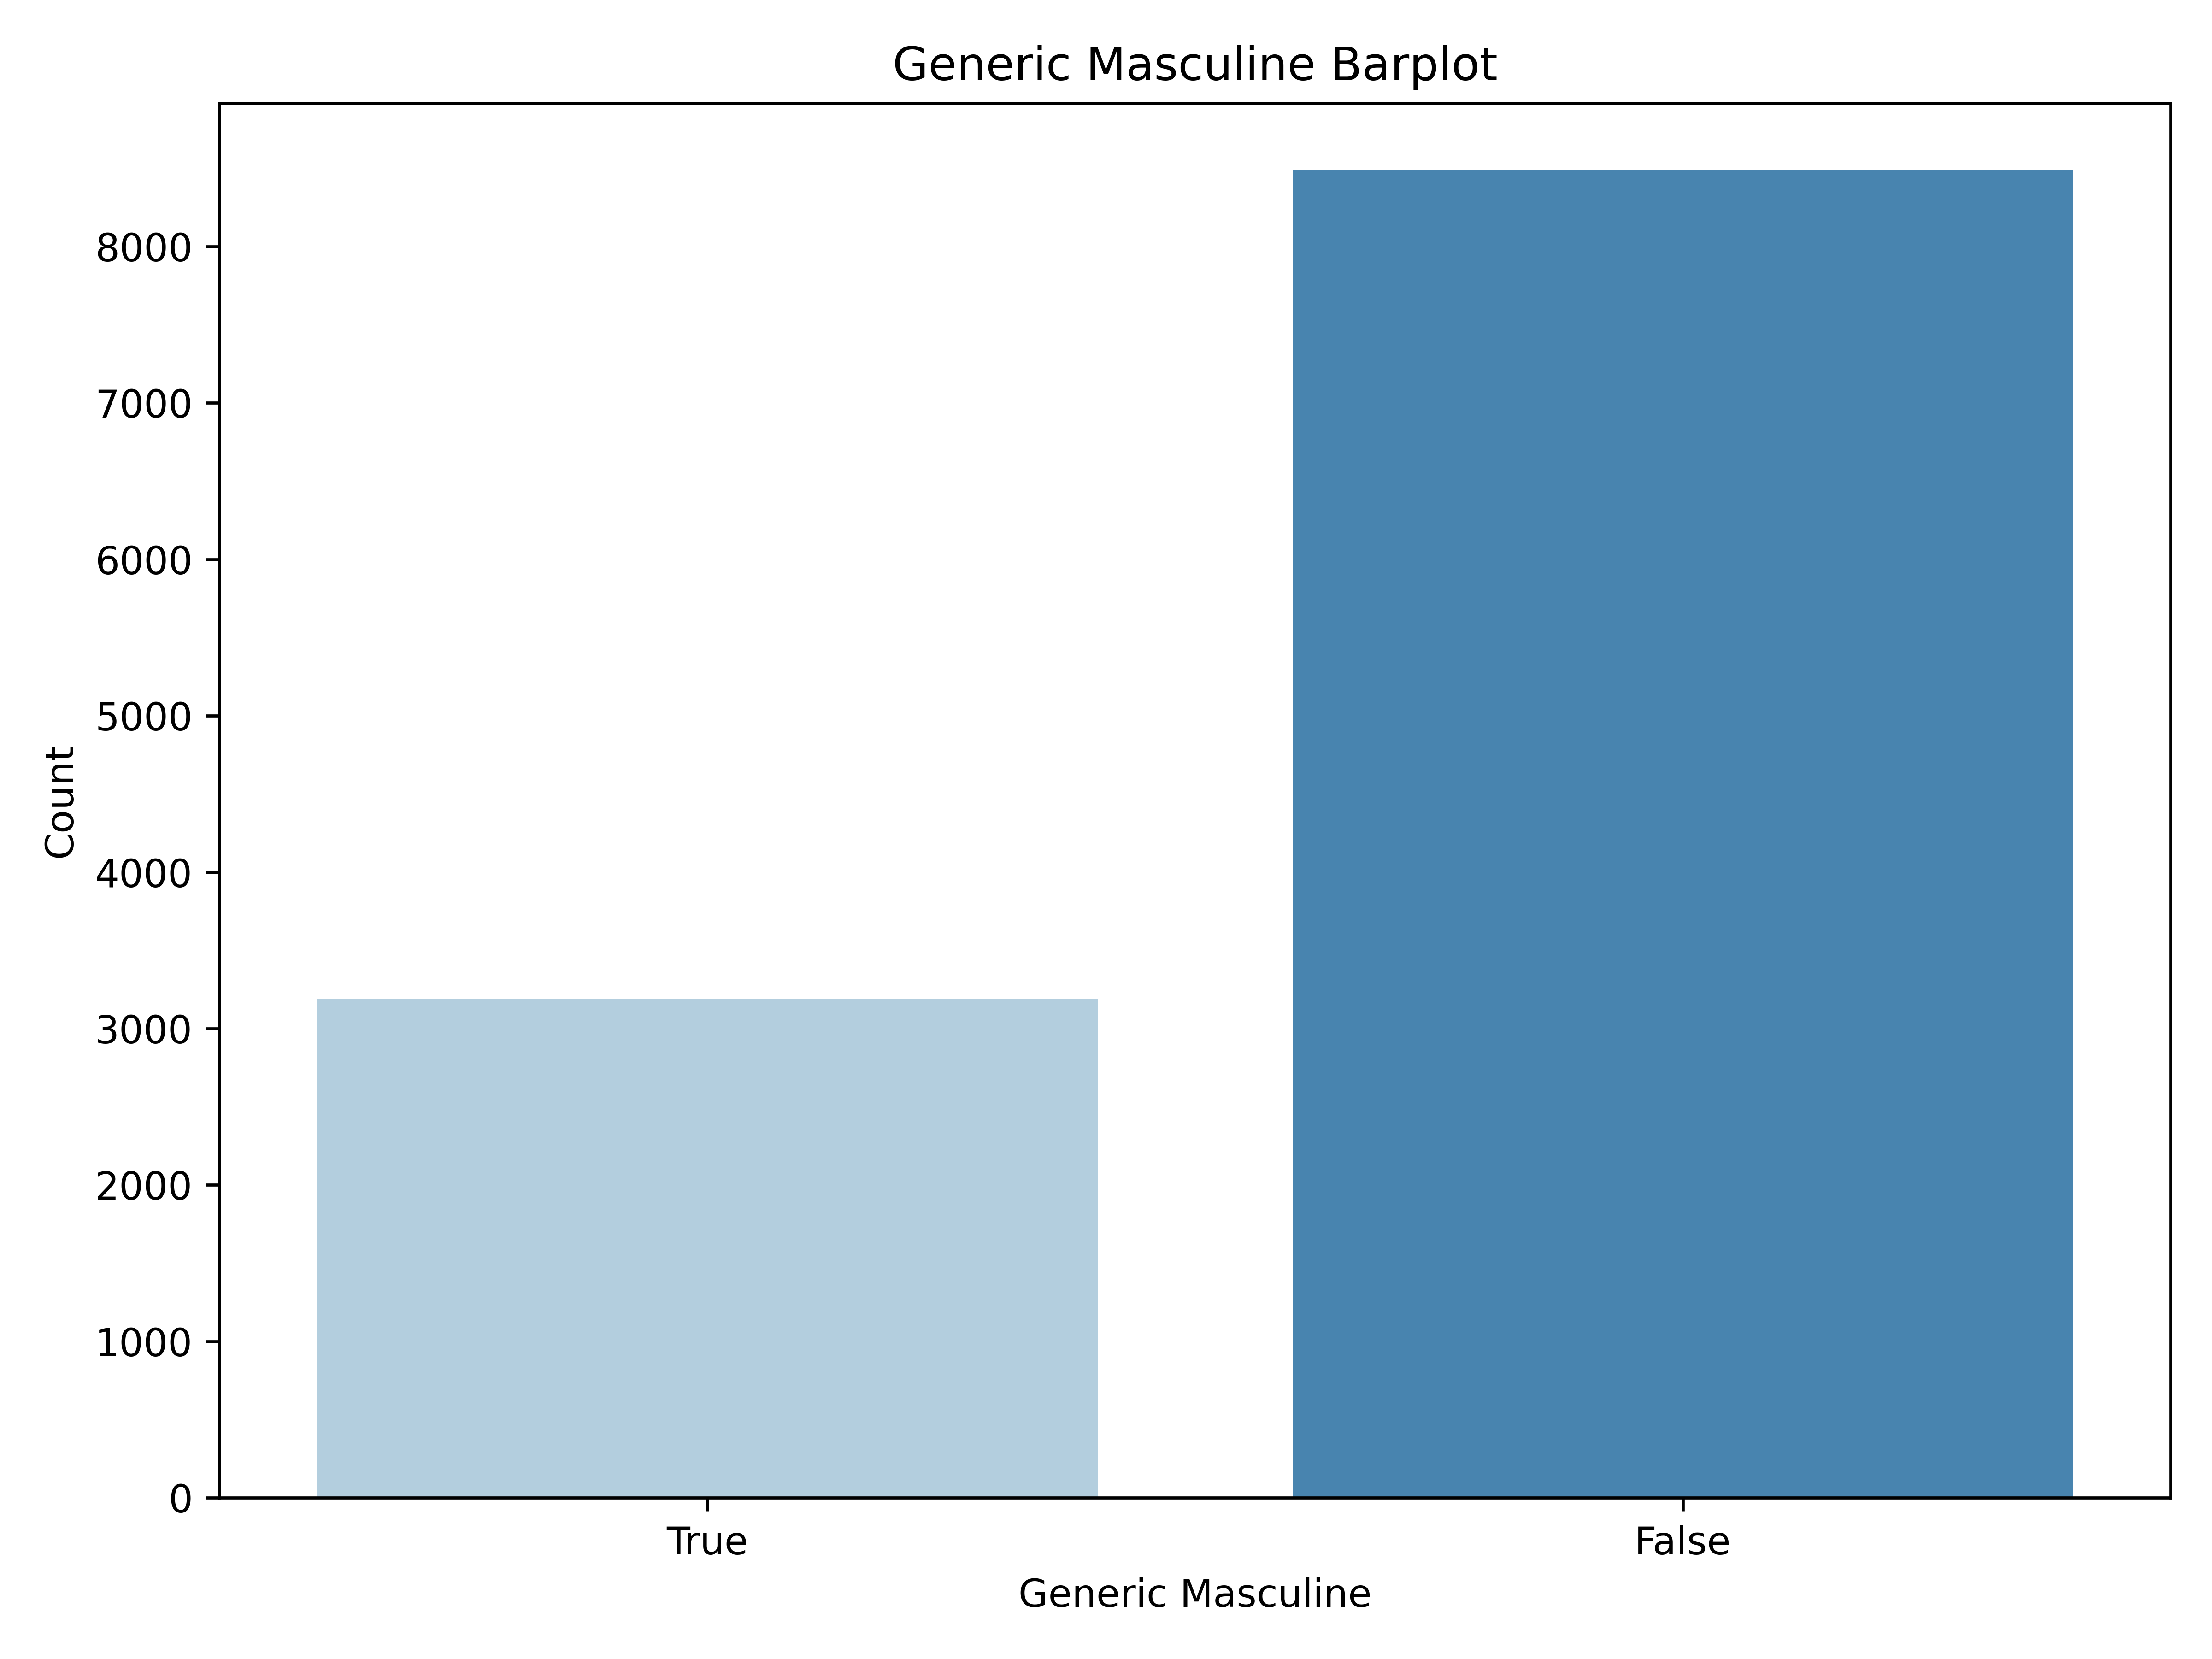 Generic Masculine Barplot
8000
7000
6000
5000
4000
3000
2000
1000
0
Count
True
False
Generic Masculine